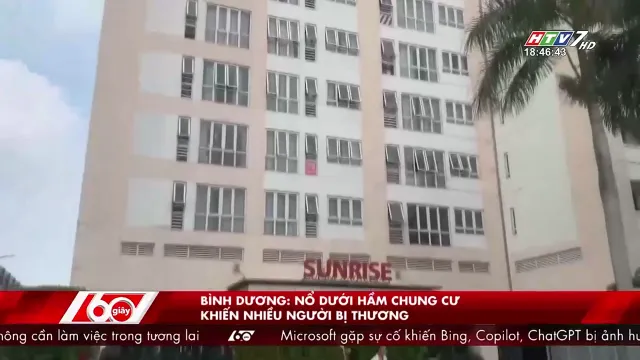 HTV7 HD
18:46:43
SUNRISE
60 giây
BÌNH DƯƠNG: NỔ DƯỚI HẦM CHUNG CƯ
KHIẾN NHIỀU NGƯỜI BỊ THƯƠNG
hông cần làm việc trong tương lai 60 giây Microsoft gặp sự cố khiến Bing, Copilot, ChatGPT bị ảnh hư